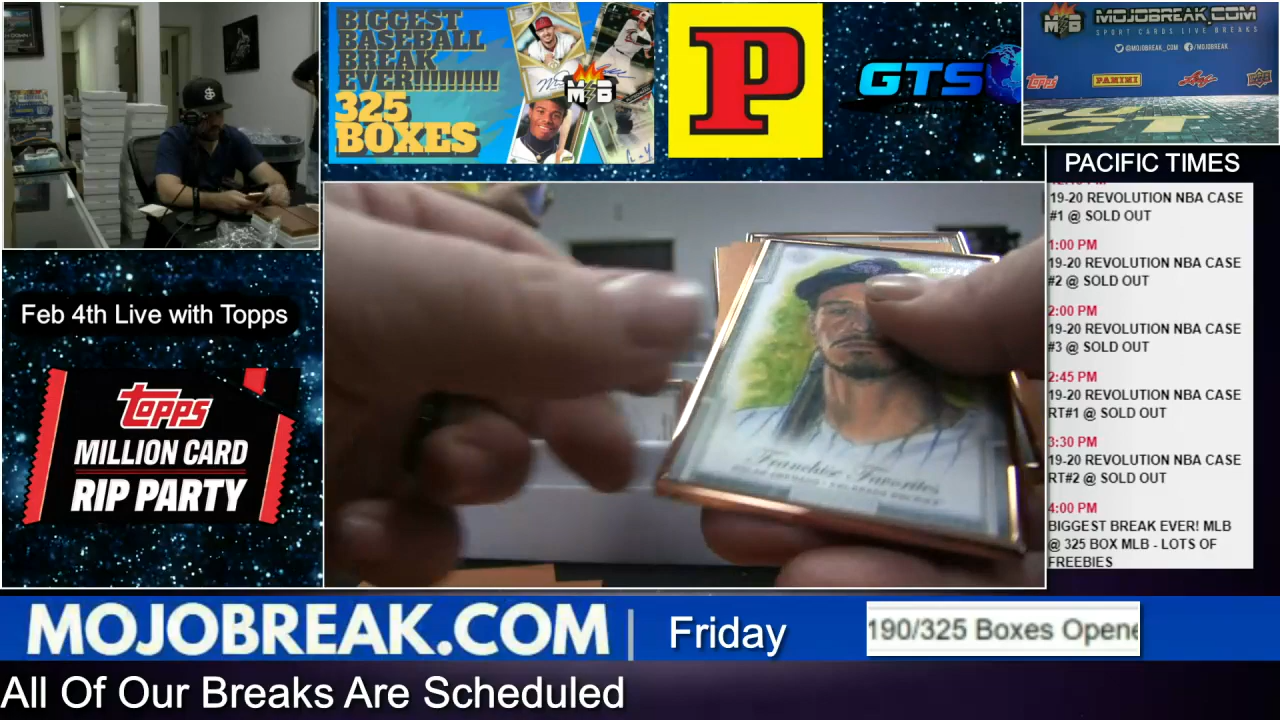 BIGGEST
BASEBALL
BREAK
EVER!!!!!!!!!!!
325
BOXES
MB
P
GTS
MB MOJOBREAK.COM
SPORT CARDS LIVE BREAKS
@MOJOBREAK_COM /MOJOBREAK
topps PANINI Leaf
CT
PACIFIC TIMES
19-20 REVOLUTION NBA CASE
#1 @ SOLD OUT
1:00 PM
19-20 REVOLUTION NBA CASE
#2 @ SOLD OUT
2:00 PM
19-20 REVOLUTION NBA CASE
#3 @ SOLD OUT
2:45 PM
19-20 REVOLUTION NBA CASE
RT#1 @ SOLD OUT
3:30 PM
19-20 REVOLUTION NBA CASE
RT#2 @ SOLD OUT
4:00 PM
BIGGEST BREAK EVER! MLB
@ 325 BOX MLB - LOTS OF
FREEBIES
Feb 4th Live with Topps
topps
MILLION CARD
RIP PARTY
Franchise Favorites
MOJOBREAK.COM | Friday
190/325 Boxes Opene
All Of Our Breaks Are Scheduled